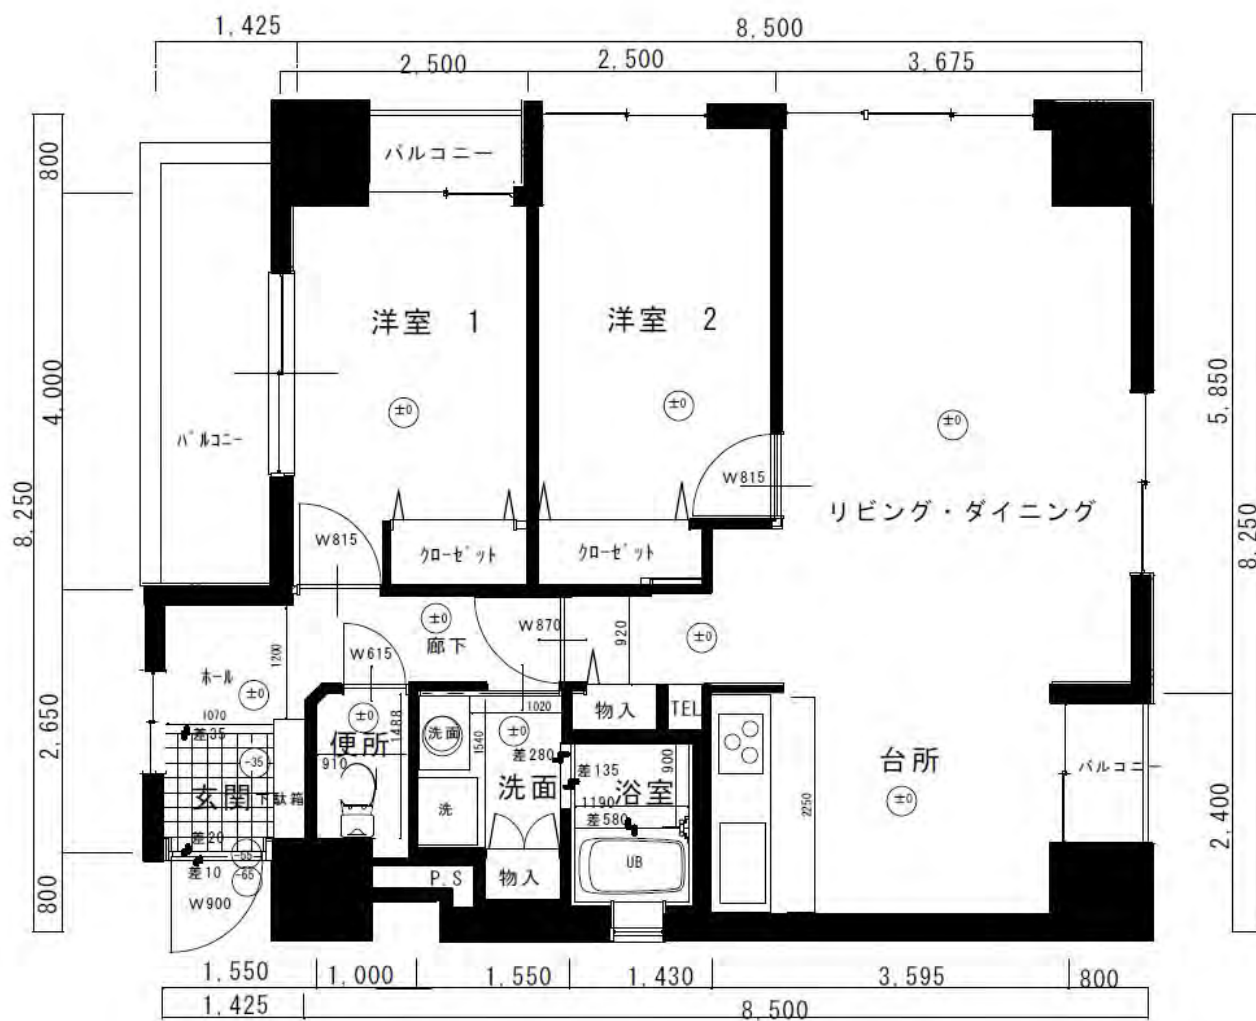 1,425
8,500
2,500
2,500
3,675
800
4,000
8,250
2,650
800
5,850
8,250
2,400
バルコニー
洋室 1
洋室 2
±0
±0
±0
バルコニー
W815
リビング・ダイニング
W815
クローゼット
クローゼット
±0
W870
920
±0
廊下
1200
W615
ホール
±0
1070
物入
TEL
±0
1488
洗面
1020
±0
1540
差35
便所
差280
900
台所
バルコニー
-35
910
差135
洗面
浴室
玄関
下駄箱
洗
1190
2250
±0
差20
差580
-55
差10
-65
UB
P.S
物入
W900
1.550
1,000
1.550
1.430
3.595
800
1.425
8,500